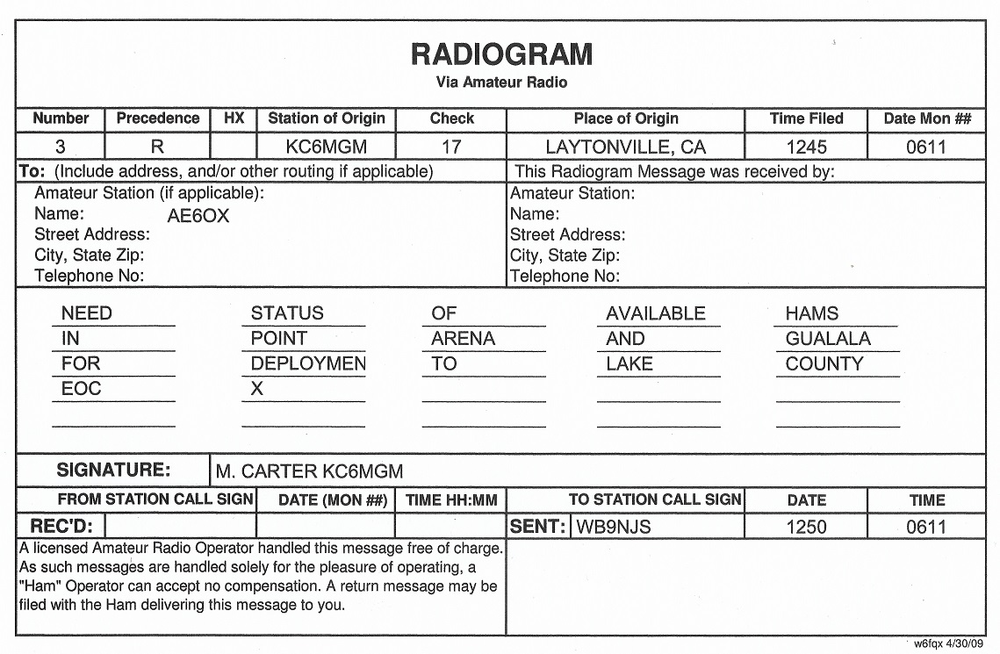 RADIOGRAM
Via Amateur Radio
Number Precedence HX Station of Origin Check Place of Origin Time Filed Date Mon ##
3 R KC6MGM 17 LAYTONVILLE, CA 1245 0611
To: (Include address, and/or other routing if applicable) This Radiogram Message was received by:
Amateur Station (if applicable): Amateur Station:
Name: AE6OX Name:
Street Address: Street Address:
City, State Zip: City, State Zip:
Telephone No: Telephone No:
NEED STATUS OF AVAILABLE HAMS
IN POINT ARENA AND GUALALA
FOR DEPLOYMEN TO LAKE COUNTY
EOC X
SIGNATURE: M. CARTER KC6MGM
FROM STATION CALL SIGN DATE (MON ##) TIME HH:MM TO STATION CALL SIGN DATE TIME
REC'D: SENT: WB9NJS 1250 0611
A licensed Amateur Radio Operator handled this message free of charge.
As such messages are handled solely for the pleasure of operating, a
"Ham" Operator can accept no compensation. A return message may be
filed with the Ham delivering this message to you.
w6fqx 4/30/09